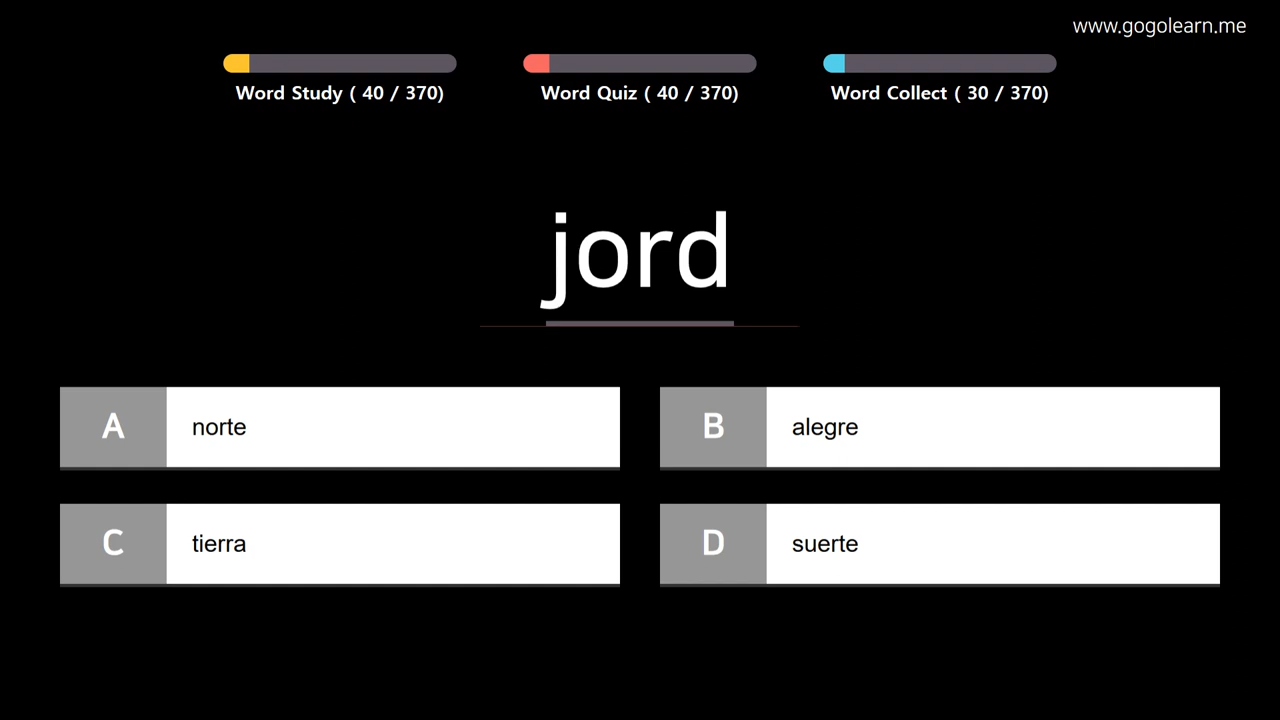 www.gogolearn.me
Word Study ( 40 / 370)
Word Quiz ( 40 / 370)
Word Collect ( 30 / 370)
jord
A norte
B alegre
C tierra
D suerte